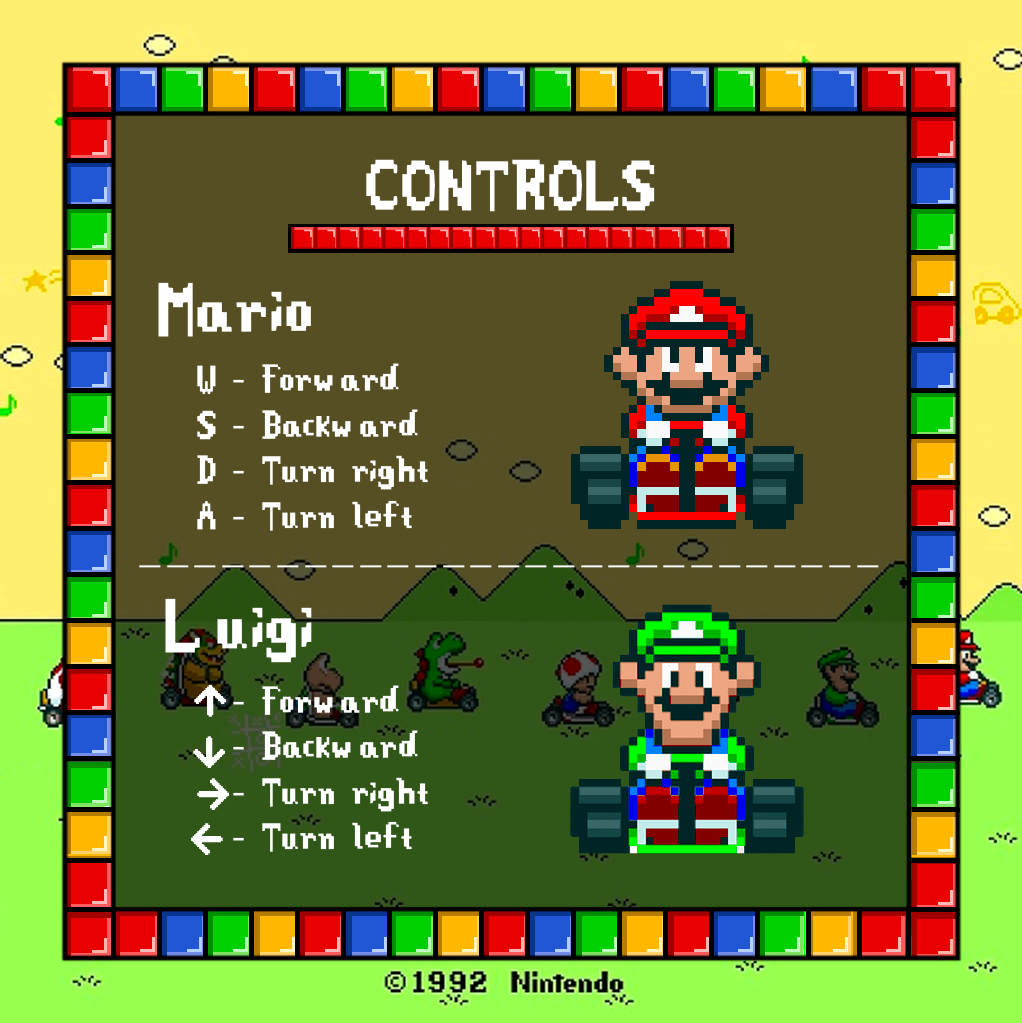 CONTROLS
Mario
W - Forward
S - Backward
D - Turn right
A - Turn left
Luigi
↑ - Forward
↓ - Backward
→ - Turn right
← - Turn left
©1992 Nintendo